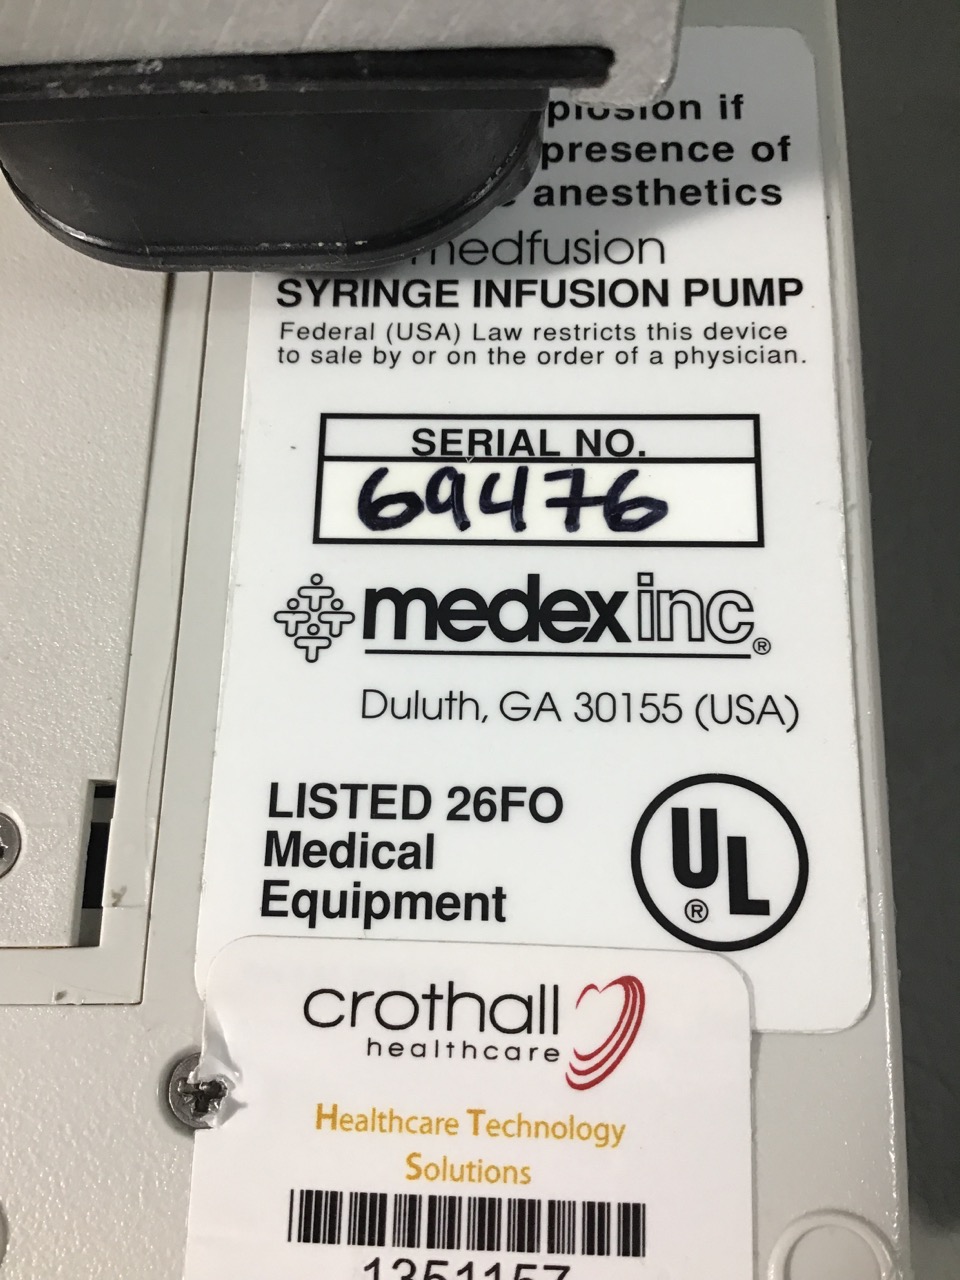 plosion if
presence of
anesthetics
medfusion
SYRINGE INFUSION PUMP
Federal (USA) Law restricts this device
to sale by or on the order of a physician.
SERIAL NO.
69476
medexinc®
Duluth, GA 30155 (USA)
LISTED 26FO
Medical
Equipment
UL®
crothall
healthcare
Healthcare Technology
Solutions
1351157